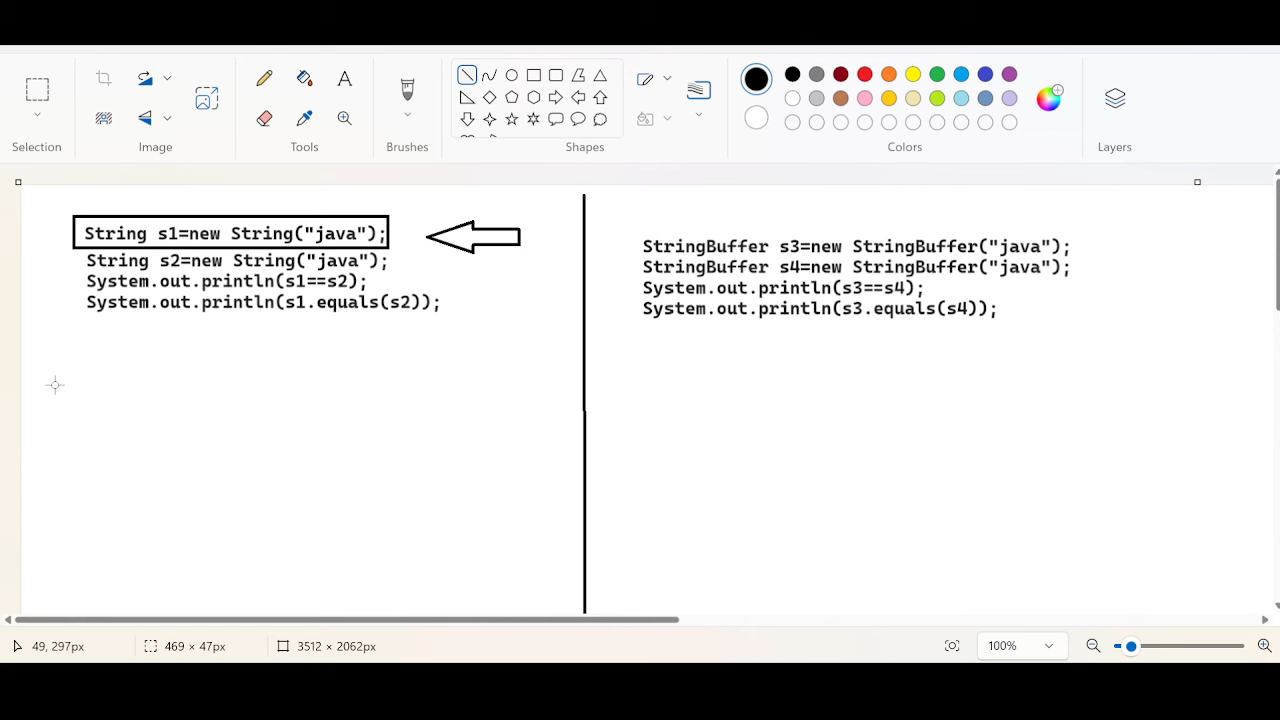 Selection
Image
Tools
Brushes
Shapes
Colors
Layers
String s1=new String("java");
String s2=new String("java");
System.out.println(s1==s2);
System.out.println(s1.equals(s2));
StringBuffer s3=new StringBuffer("java");
StringBuffer s4=new StringBuffer("java");
System.out.println(s3==s4);
System.out.println(s3.equals(s4));
49, 297px
469 × 47px
3512 × 2062px
100%